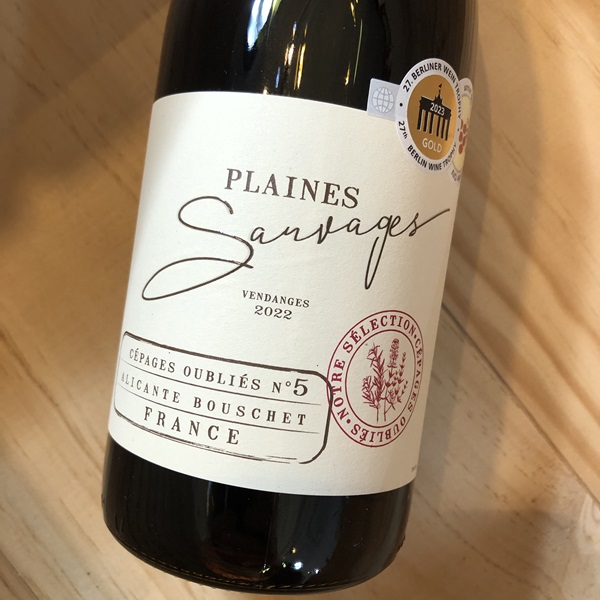 27. BERLINER WEIN TROPHY
2023
GOLD
27th BERLIN WINE TROPHY
PLAINES
Sauvages
VENDANGES
2022
CÉPAGES OUBLIÉS N°5
ALICANTE BOUSCHET
FRANCE
NOTRE SÉLECTION • CÉPAGES OUBLIÉS •